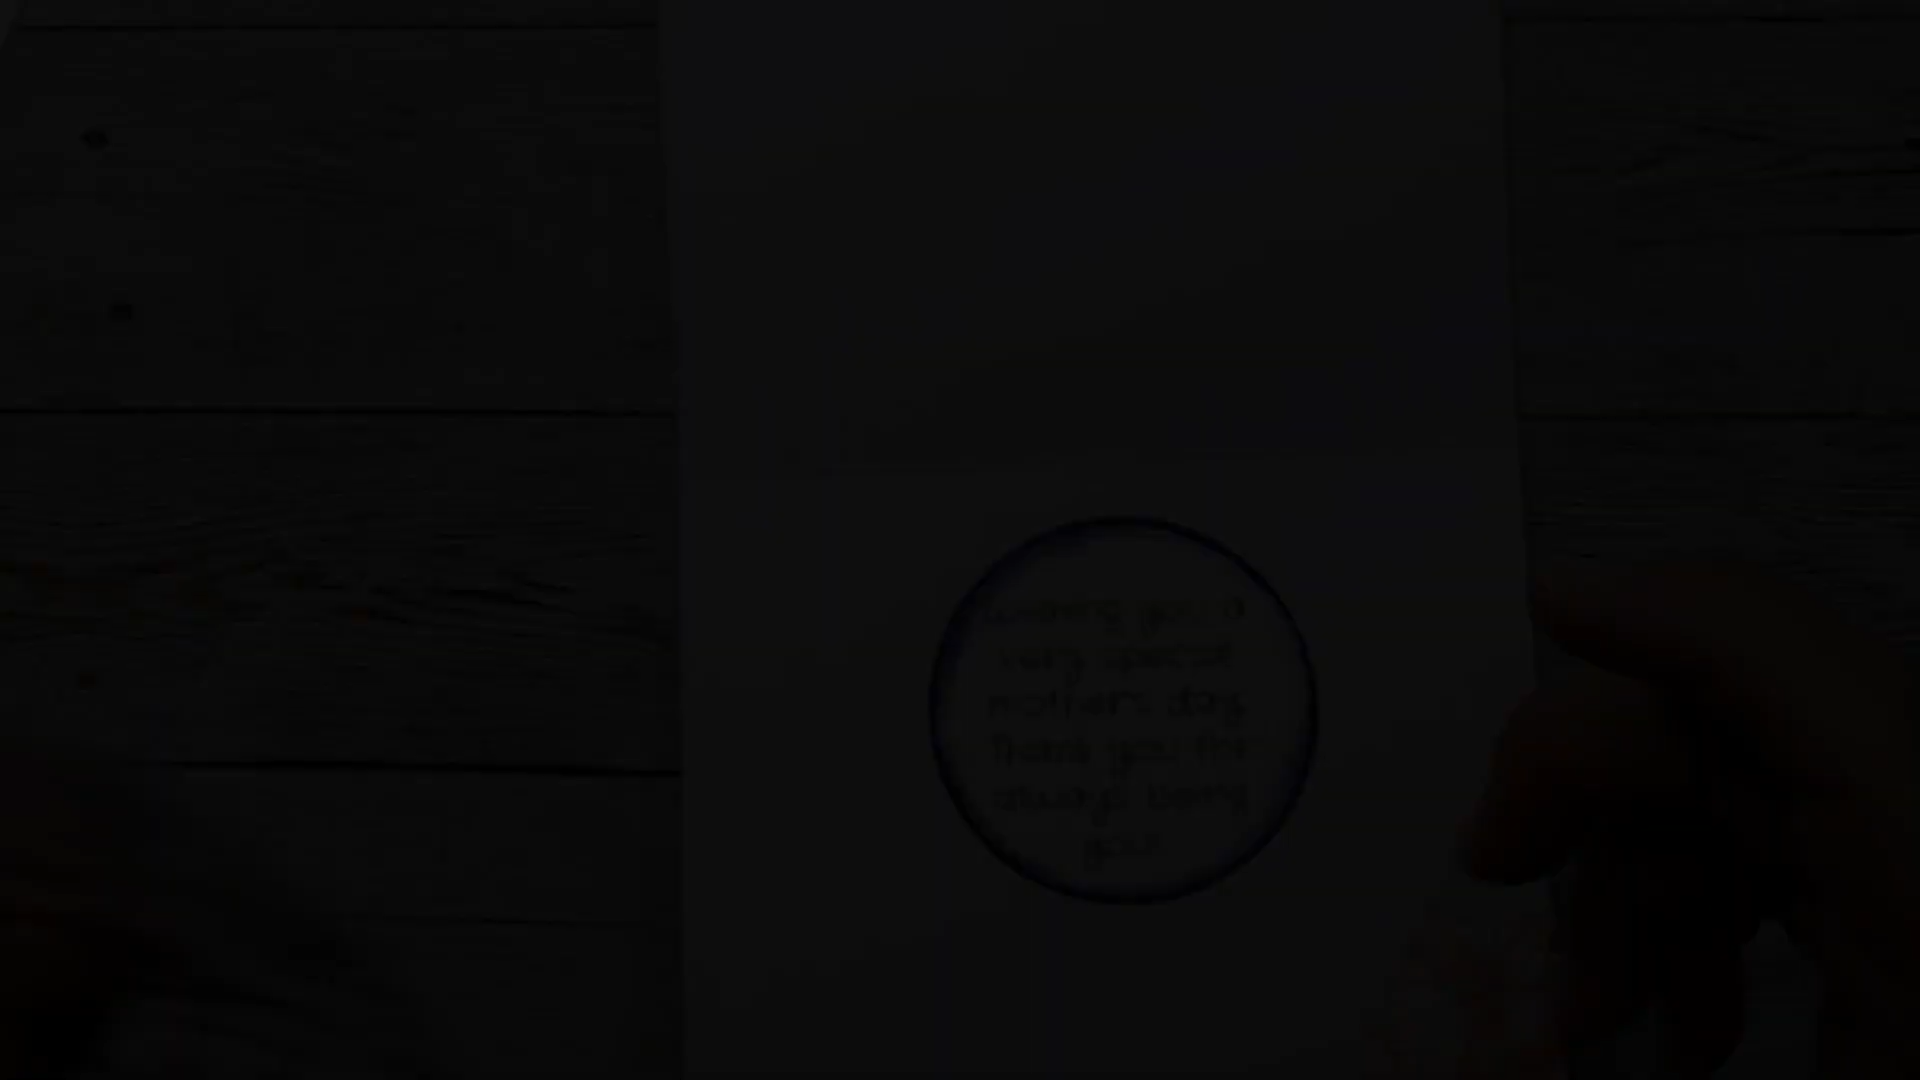 you a
very special
mothers day
Thank you for
always being
you